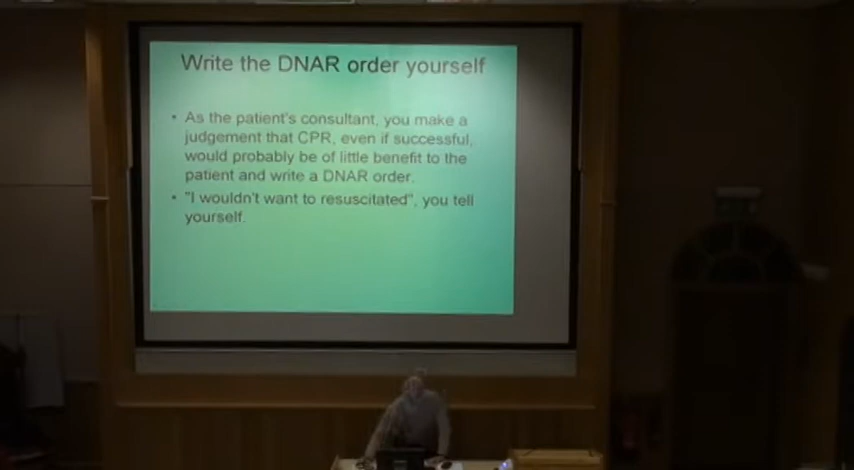 Write the DNAR order yourself
• As the patient's consultant, you make a
judgement that CPR, even if successful,
would probably be of little benefit to the
patient and write a DNAR order.
• "I wouldn't want to resuscitated", you tell
yourself.